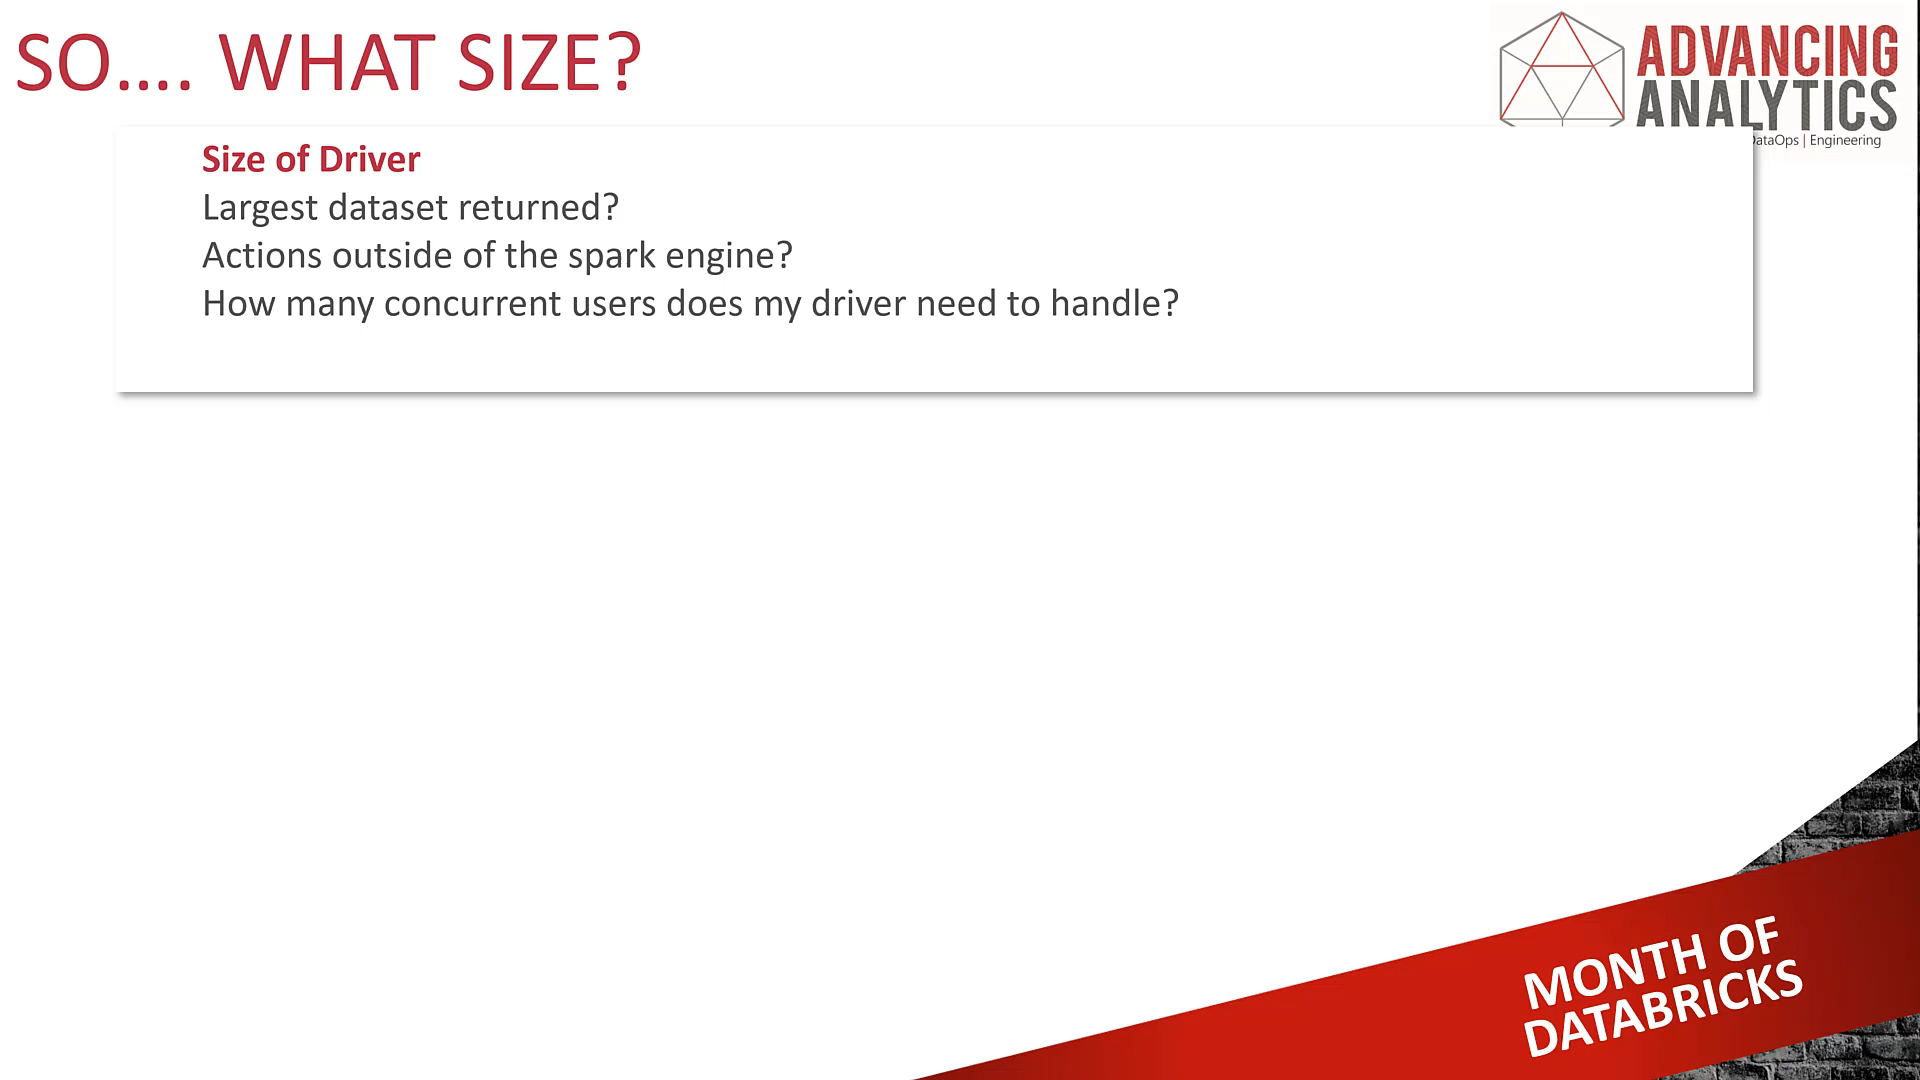 SO.... WHAT SIZE?
ADVANCING
ANALYTICS
DataOps | Engineering
Size of Driver
Largest dataset returned?
Actions outside of the spark engine?
How many concurrent users does my driver need to handle?
MONTH OF
DATABRICKS